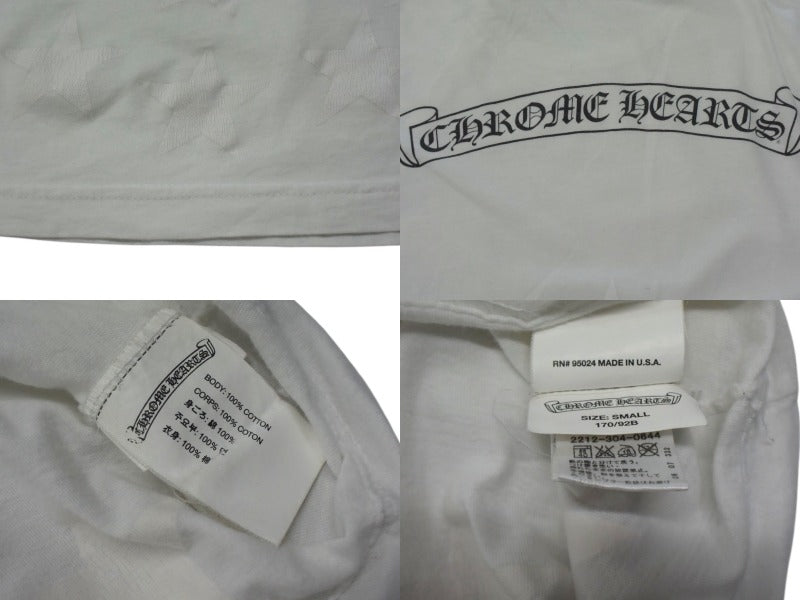 CHROME HEARTS
CHROME HEARTS
BODY: 100% COTTON
CORPS: 100% COTON
身ごろ: 綿 100%
衣身: 100% 棉
RN# 95024 MADE IN U.S.A.
CHROME HEARTS
SIZE: SMALL
170/92B
2212-304-0644